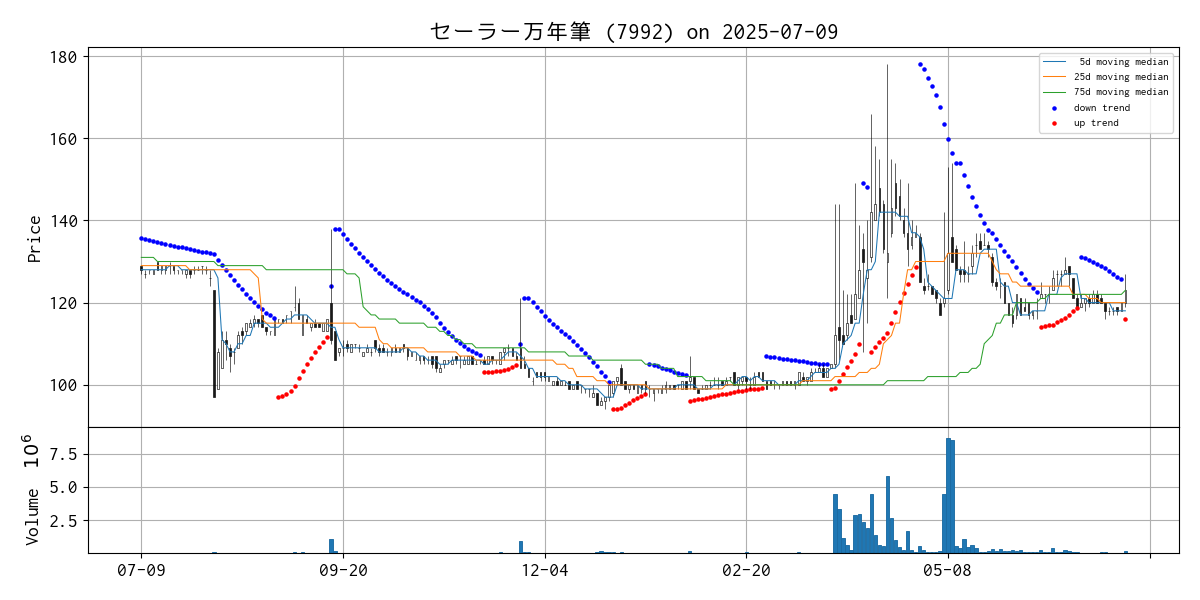 セーラー万年筆 (7992) on 2025-07-09
180
160
140
120
100
Price
5d moving median
25d moving median
75d moving median
down trend
up trend
7.5
5.0
2.5
Volume 10^6
07-09
09-20
12-04
02-20
05-08